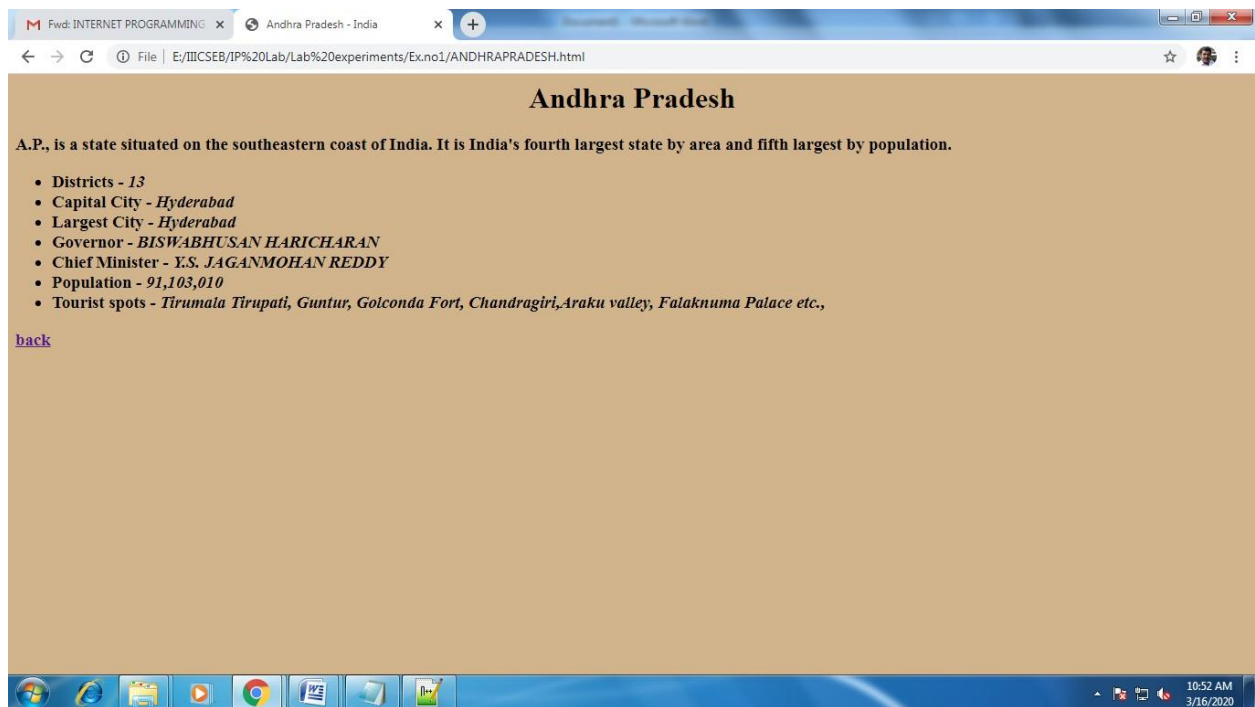 Fwd: INTERNET PROGRAMMING
Andhra Pradesh - India
File | E:/IIICSEB/IP%20Lab/Lab%20experiments/Ex.no1/ANDHRAPRADESH.html
Andhra Pradesh
A.P., is a state situated on the southeastern coast of India. It is India's fourth largest state by area and fifth largest by population.
• Districts - 13
• Capital City - Hyderabad
• Largest City - Hyderabad
• Governor - BISWABHUSAN HARICHARAN
• Chief Minister - Y.S. JAGANMOHAN REDDY
• Population - 91,103,010
• Tourist spots - Tirumala Tirupati, Guntur, Golconda Fort, Chandragiri,Araku valley, Falaknuma Palace etc.,
back
10:52 AM
3/16/2020